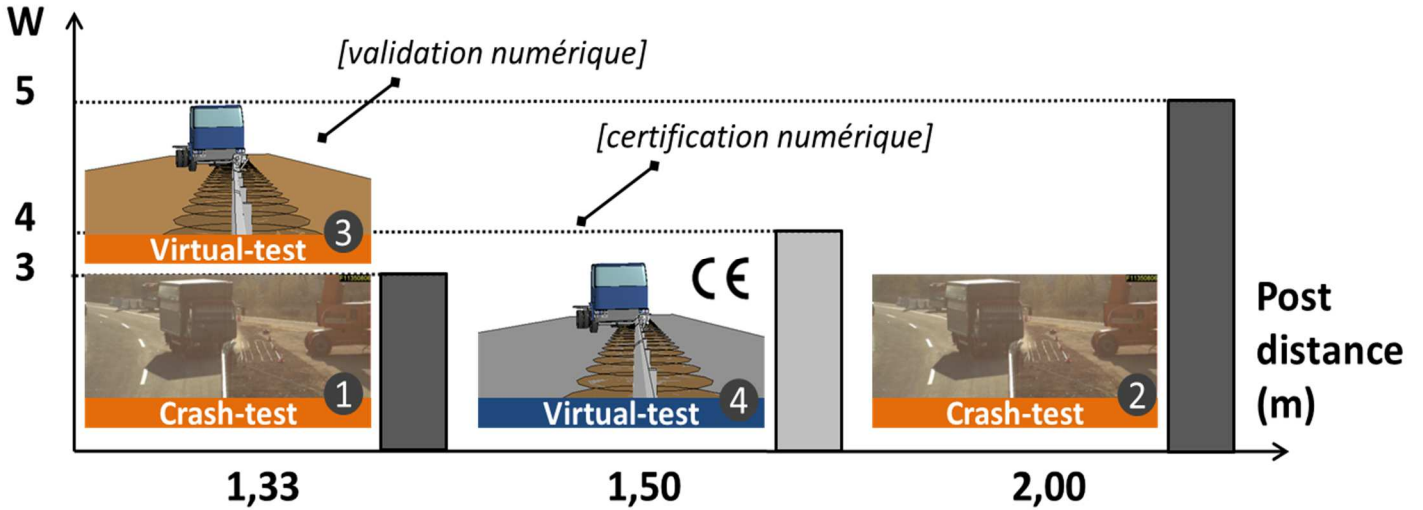 W
[validation numérique]
5
[certification numérique]
4
3
Virtual-test
3
CE
Post
distance
(m)
1
Crash-test
4
Virtual-test
2
Crash-test
1,33
1,50
2,00